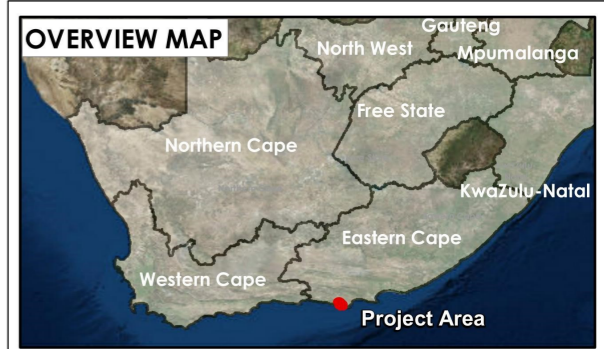 OVERVIEW MAP
Gauteng
North West
Mpumalanga
Free State
Northern Cape
KwaZulu-Natal
Eastern Cape
Western Cape
Project Area